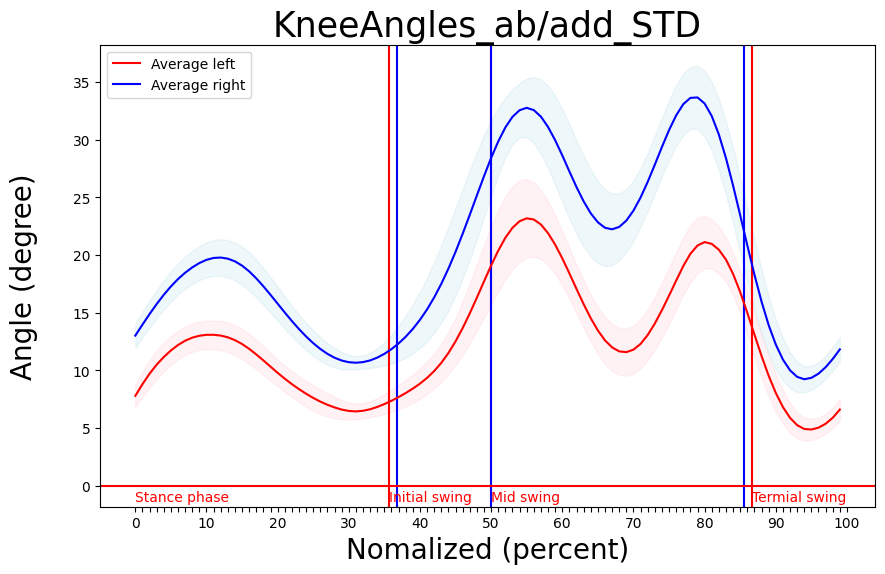 KneeAngles_ab/add_STD
Average left
Average right
Angle (degree)
35
30
25
20
15
10
5
0
Stance phase
Initial swing
Mid swing
Termial swing
0 10 20 30 40 50 60 70 80 90 100
Nomalized (percent)